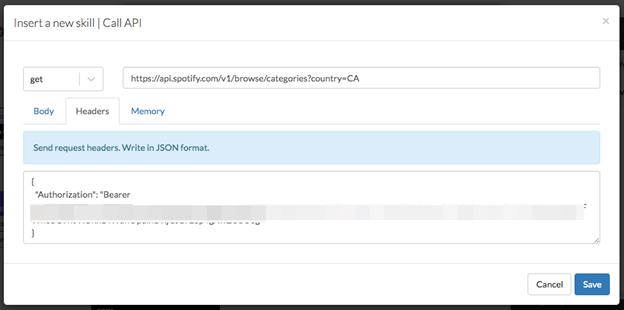 Insert a new skill | Call API
×
get
https://api.spotify.com/v1/browse/categories?country=CA
Body Headers Memory
Send request headers. Write in JSON format.
{
"Authorization": "Bearer
}
Cancel Save